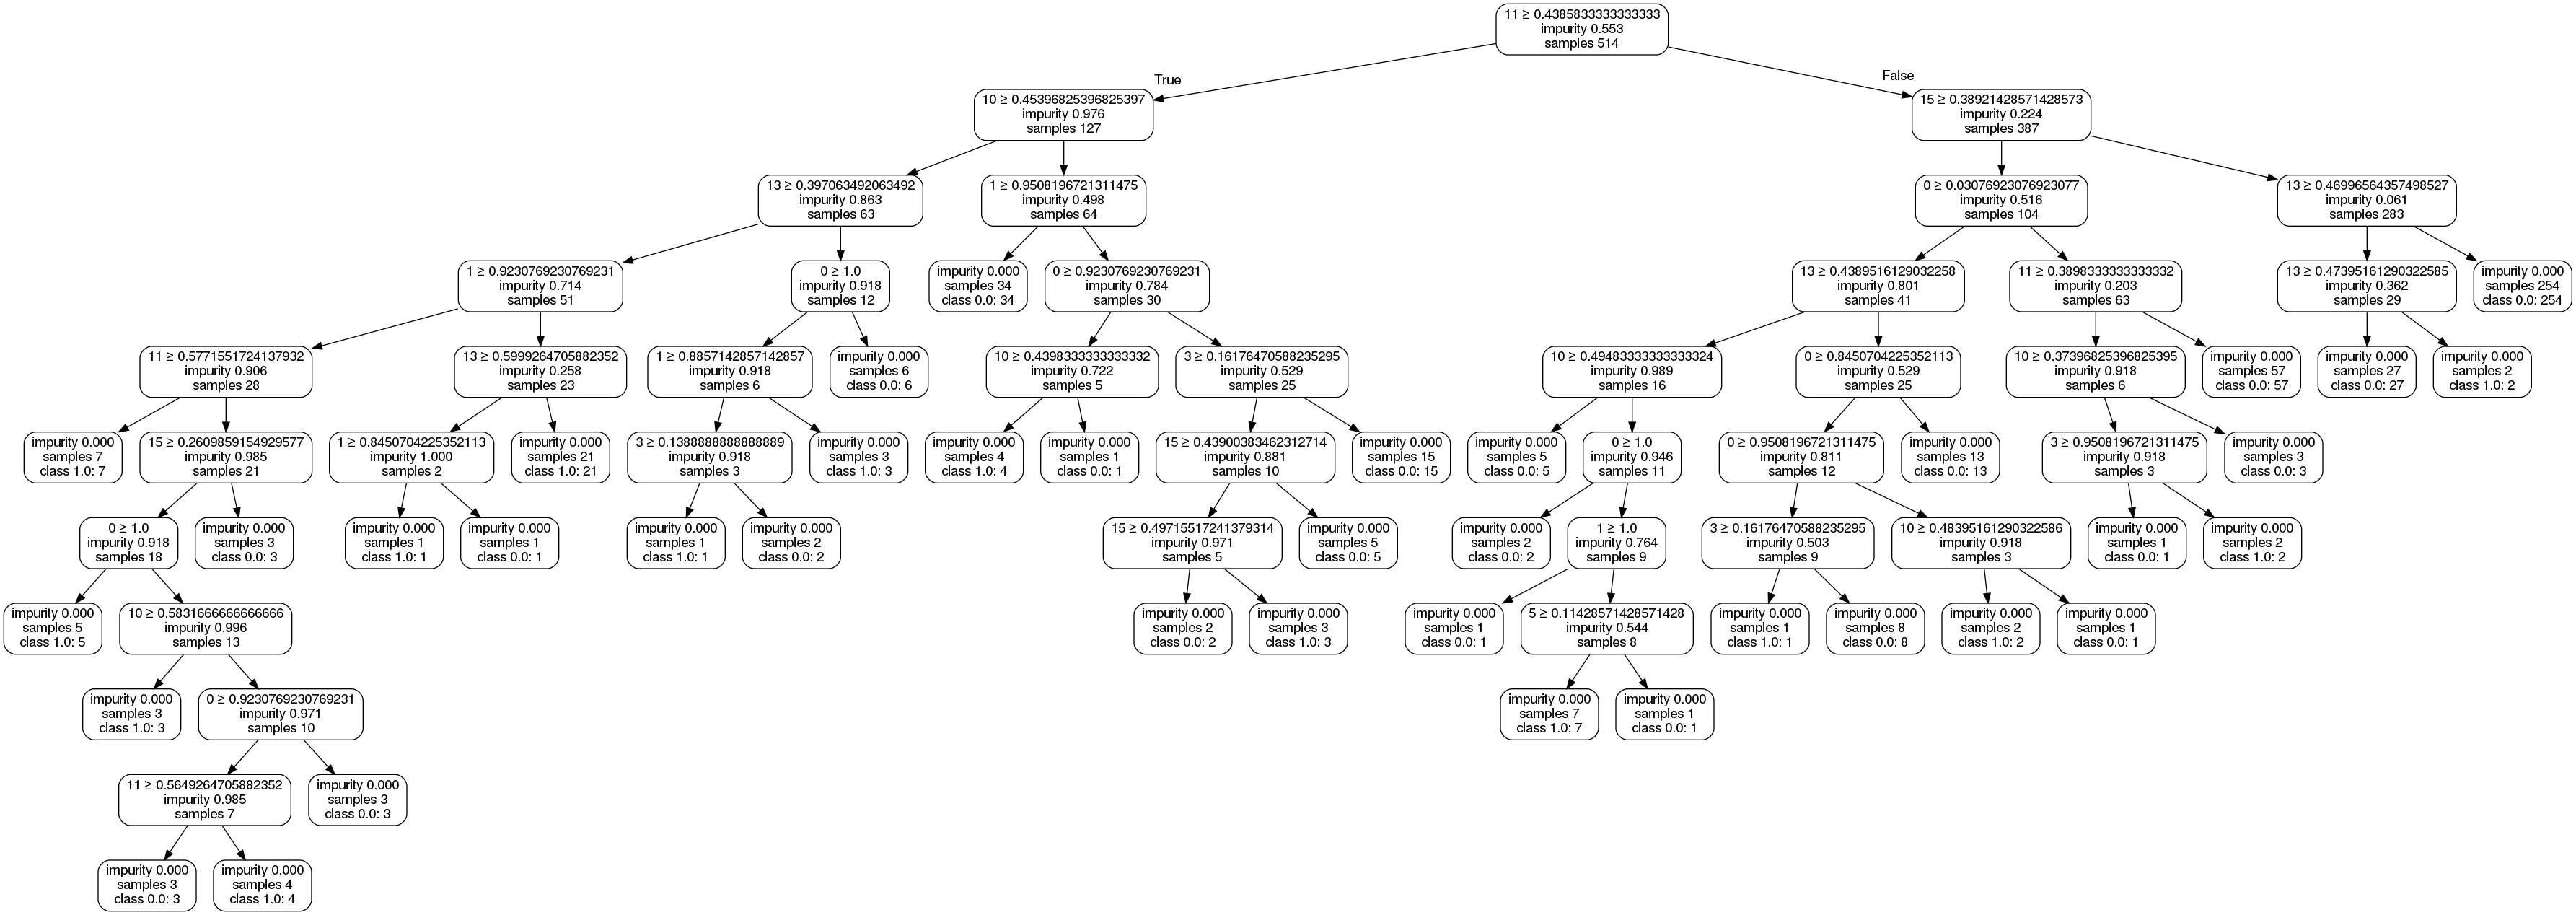 11 ≥ 0.4385833333333333
impurity 0.553
samples 514
True
False
10 ≥ 0.45396825396825397
impurity 0.976
samples 127
15 ≥ 0.38921428571428573
impurity 0.224
samples 387
13 ≥ 0.397063492063492
impurity 0.863
samples 63
1 ≥ 0.9508196721311475
impurity 0.498
samples 64
0 ≥ 0.03076923076923077
impurity 0.516
samples 104
13 ≥ 0.46996564357498527
impurity 0.061
samples 283
1 ≥ 0.9230769230769231
impurity 0.714
samples 51
0 ≥ 1.0
impurity 0.918
samples 12
impurity 0.000
samples 34
class 0.0: 34
0 ≥ 0.9230769230769231
impurity 0.784
samples 30
13 ≥ 0.4389516129032258
impurity 0.801
samples 41
11 ≥ 0.3898333333333332
impurity 0.203
samples 63
13 ≥ 0.47395161290322585
impurity 0.362
samples 29
impurity 0.000
samples 254
class 0.0: 254
11 ≥ 0.5771551724137932
impurity 0.906
samples 28
13 ≥ 0.5999264705882352
impurity 0.258
samples 23
1 ≥ 0.8857142857142857
impurity 0.918
samples 6
impurity 0.000
samples 6
class 0.0: 6
10 ≥ 0.43983333333333332
impurity 0.722
samples 5
3 ≥ 0.16176470588235295
impurity 0.529
samples 25
10 ≥ 0.49483333333333324
impurity 0.989
samples 16
0 ≥ 0.8450704225352113
impurity 0.529
samples 25
10 ≥ 0.37396825396825395
impurity 0.918
samples 6
impurity 0.000
samples 57
class 0.0: 57
impurity 0.000
samples 27
class 0.0: 27
impurity 0.000
samples 2
class 1.0: 2
impurity 0.000
samples 7
class 1.0: 7
15 ≥ 0.2609859154929577
impurity 0.985
samples 21
1 ≥ 0.8450704225352113
impurity 1.000
samples 2
impurity 0.000
samples 21
class 1.0: 21
3 ≥ 0.1388888888888889
impurity 0.918
samples 3
impurity 0.000
samples 3
class 1.0: 3
impurity 0.000
samples 4
class 1.0: 4
impurity 0.000
samples 1
class 0.0: 1
15 ≥ 0.43900383462312714
impurity 0.881
samples 10
impurity 0.000
samples 15
class 0.0: 15
impurity 0.000
samples 5
class 0.0: 5
0 ≥ 1.0
impurity 0.946
samples 11
0 ≥ 0.9508196721311475
impurity 0.811
samples 12
impurity 0.000
samples 13
class 0.0: 13
3 ≥ 0.9508196721311475
impurity 0.918
samples 3
impurity 0.000
samples 3
class 0.0: 3
0 ≥ 1.0
impurity 0.918
samples 18
impurity 0.000
samples 3
class 0.0: 3
impurity 0.000
samples 1
class 1.0: 1
impurity 0.000
samples 1
class 0.0: 1
impurity 0.000
samples 1
class 1.0: 1
impurity 0.000
samples 2
class 0.0: 2
15 ≥ 0.49715517241379314
impurity 0.971
samples 5
impurity 0.000
samples 5
class 0.0: 5
impurity 0.000
samples 2
class 0.0: 2
1 ≥ 1.0
impurity 0.764
samples 9
3 ≥ 0.16176470588235295
impurity 0.503
samples 9
10 ≥ 0.48395161290322586
impurity 0.918
samples 3
impurity 0.000
samples 1
class 0.0: 1
impurity 0.000
samples 2
class 1.0: 2
impurity 0.000
samples 5
class 1.0: 5
10 ≥ 0.5831666666666666
impurity 0.996
samples 13
impurity 0.000
samples 2
class 0.0: 2
impurity 0.000
samples 3
class 1.0: 3
impurity 0.000
samples 1
class 0.0: 1
5 ≥ 0.11428571428571428
impurity 0.544
samples 8
impurity 0.000
samples 1
class 1.0: 1
impurity 0.000
samples 8
class 0.0: 8
impurity 0.000
samples 2
class 1.0: 2
impurity 0.000
samples 1
class 0.0: 1
impurity 0.000
samples 3
class 1.0: 3
0 ≥ 0.9230769230769231
impurity 0.971
samples 10
impurity 0.000
samples 7
class 1.0: 7
impurity 0.000
samples 1
class 0.0: 1
11 ≥ 0.5649264705882352
impurity 0.985
samples 7
impurity 0.000
samples 3
class 0.0: 3
impurity 0.000
samples 3
class 0.0: 3
impurity 0.000
samples 4
class 1.0: 4